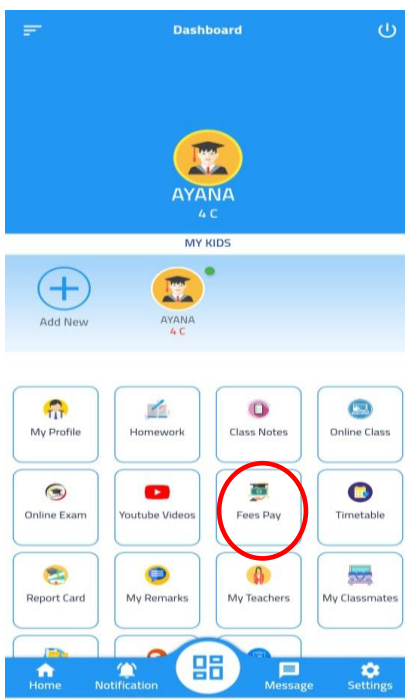 Dashboard
AYANA
4 C
MY KIDS
Add New
AYANA
4 C
My Profile
Homework
Class Notes
Online Class
Online Exam
Youtube Videos
Fees Pay
Timetable
Report Card
My Remarks
My Teachers
My Classmates
Home
Notification
Message
Settings